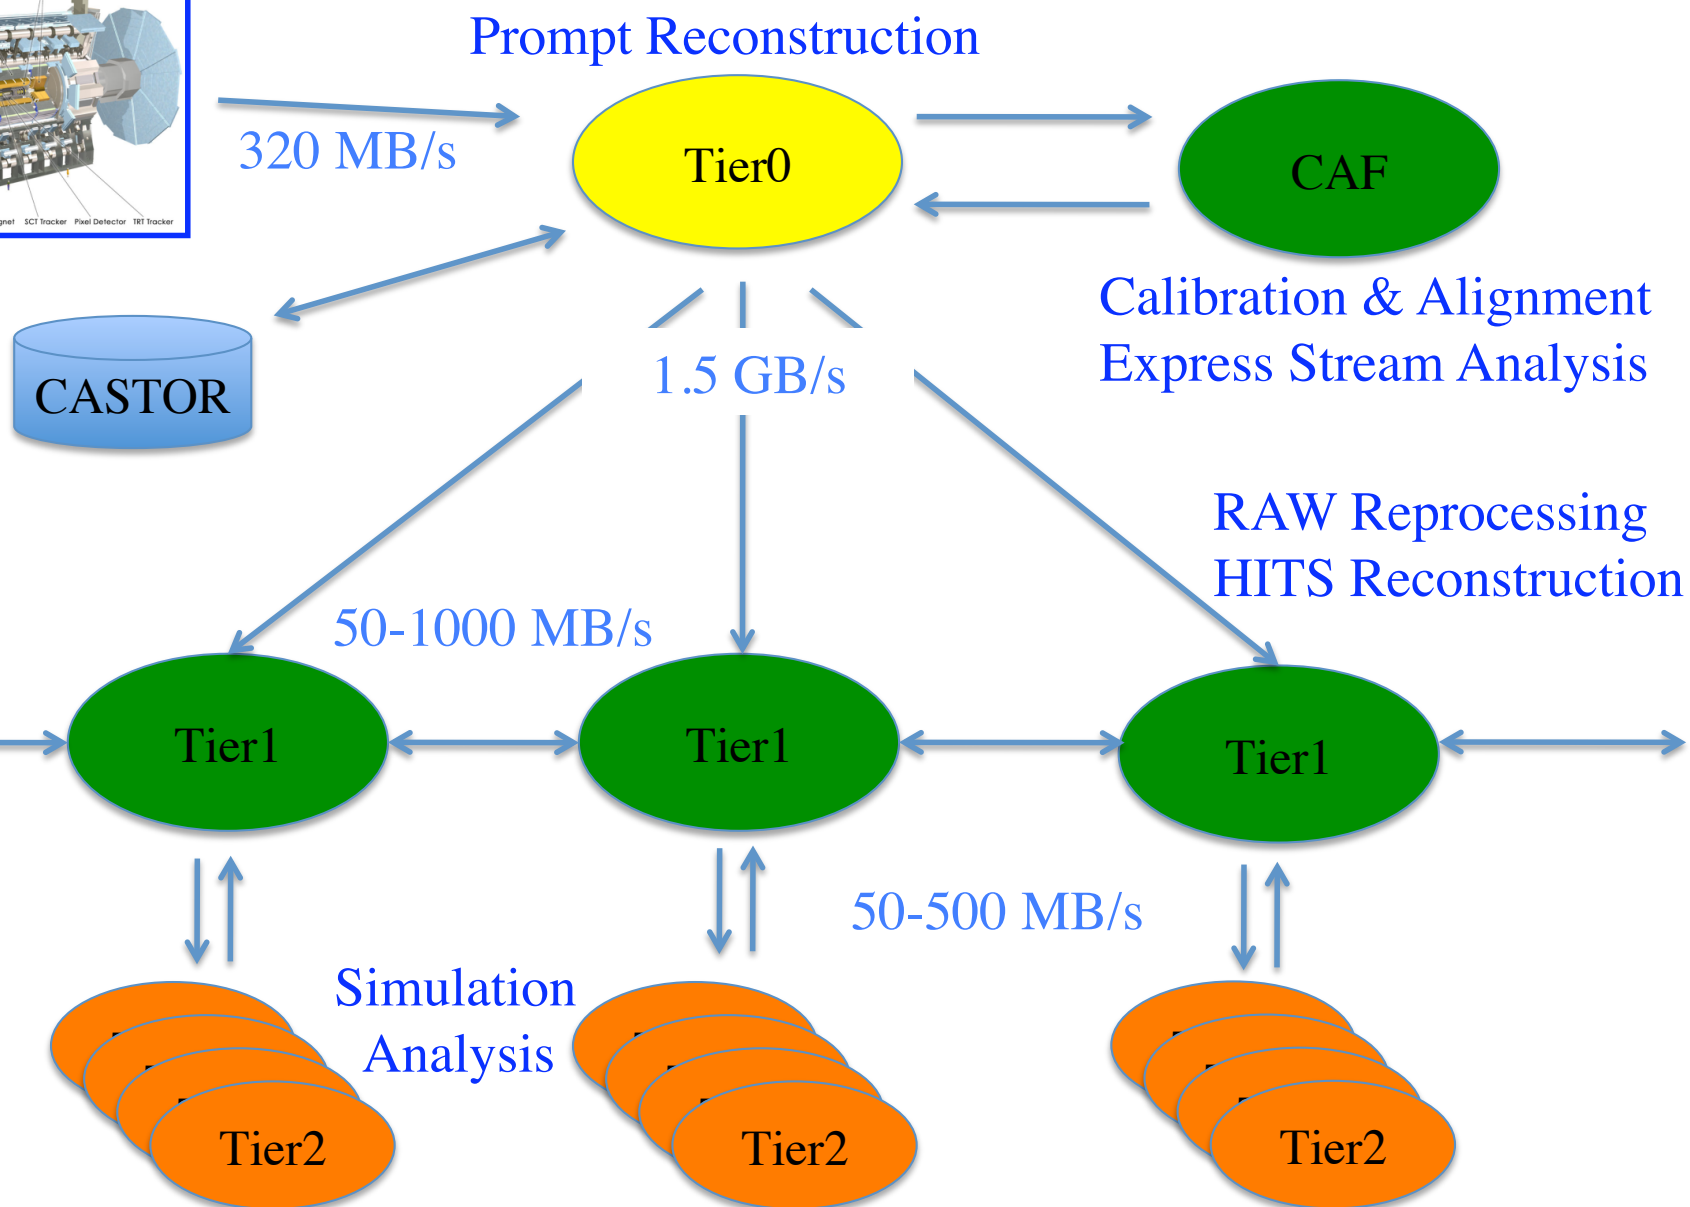 Prompt Reconstruction
320 MB/s
Tier0
CAF
SCT Tracker Pixel Detector TRT Tracker
Calibration & Alignment
Express Stream Analysis
1.5 GB/s
CASTOR
RAW Reprocessing
HITS Reconstruction
50-1000 MB/s
Tier1
Tier1
Tier1
50-500 MB/s
Simulation
Analysis
Tier2
Tier2
Tier2